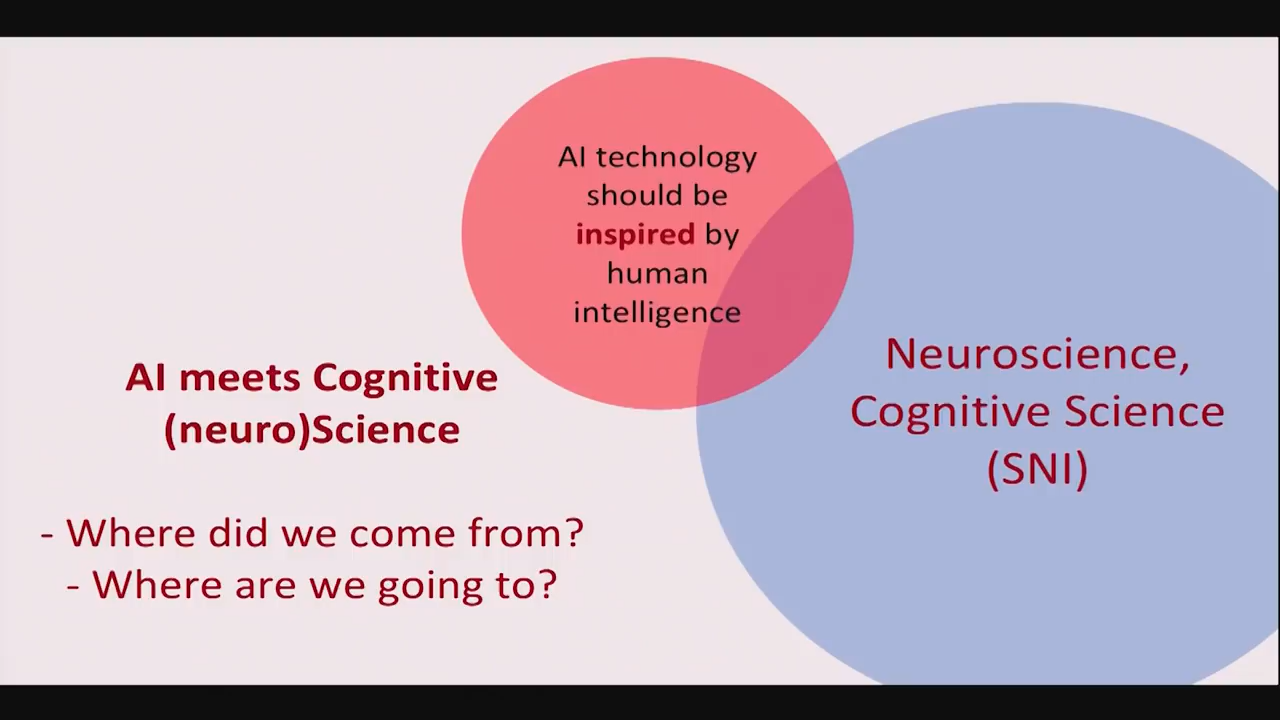 AI technology
should be
inspired by
human
intelligence
Neuroscience,
Cognitive Science
(SNI)
AI meets Cognitive
(neuro)Science
- Where did we come from?
- Where are we going to?